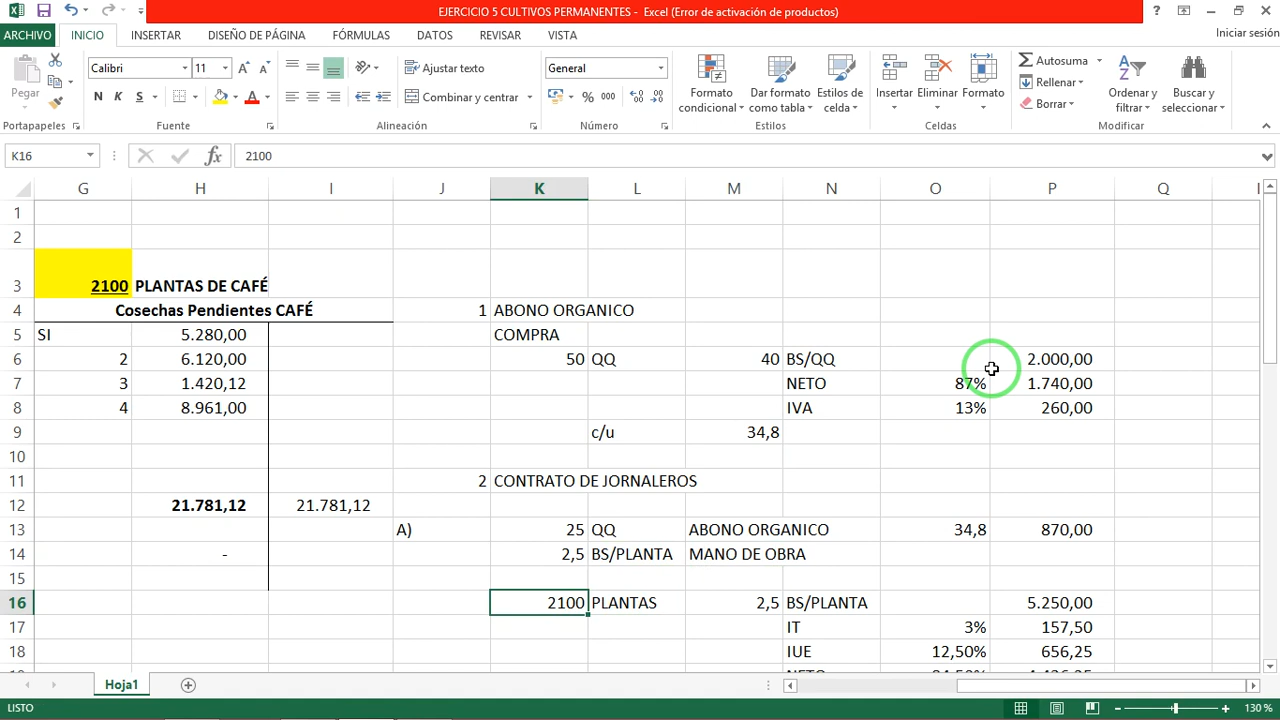 EJERCICIO 5 CULTIVOS PERMANENTES - Excel (Error de activación de productos)
ARCHIVO INICIO INSERTAR DISEÑO DE PÁGINA FÓRMULAS DATOS REVISAR VISTA Iniciar sesión
Pegar Calibri 11 Ajustar texto General Autosuma
N K S Combinar y centrar % 000 Formato condicional Dar formato como tabla Estilos de celda Insertar Eliminar Formato Rellenar Borrar Ordenar y filtrar Buscar y seleccionar
Portapapeles Fuente Alineación Número Estilos Celdas Modificar
K16 fx 2100
G H I J K L M N O P Q
1
2
3 2100 PLANTAS DE CAFÉ
4 Cosechas Pendientes CAFÉ 1 ABONO ORGANICO
5 SI 5.280,00 COMPRA
6 2 6.120,00 50 QQ 40 BS/QQ 2.000,00
7 3 1.420,12 NETO 87% 1.740,00
8 4 8.961,00 IVA 13% 260,00
9 c/u 34,8
10
11 2 CONTRATO DE JORNALEROS
12 21.781,12 21.781,12
13 A) 25 QQ ABONO ORGANICO 34,8 870,00
14 - 2,5 BS/PLANTA MANO DE OBRA
15
16 2100 PLANTAS 2,5 BS/PLANTA 5.250,00
17 IT 3% 157,50
18 IUE 12,50% 656,25
Hoja1
LISTO 130 %